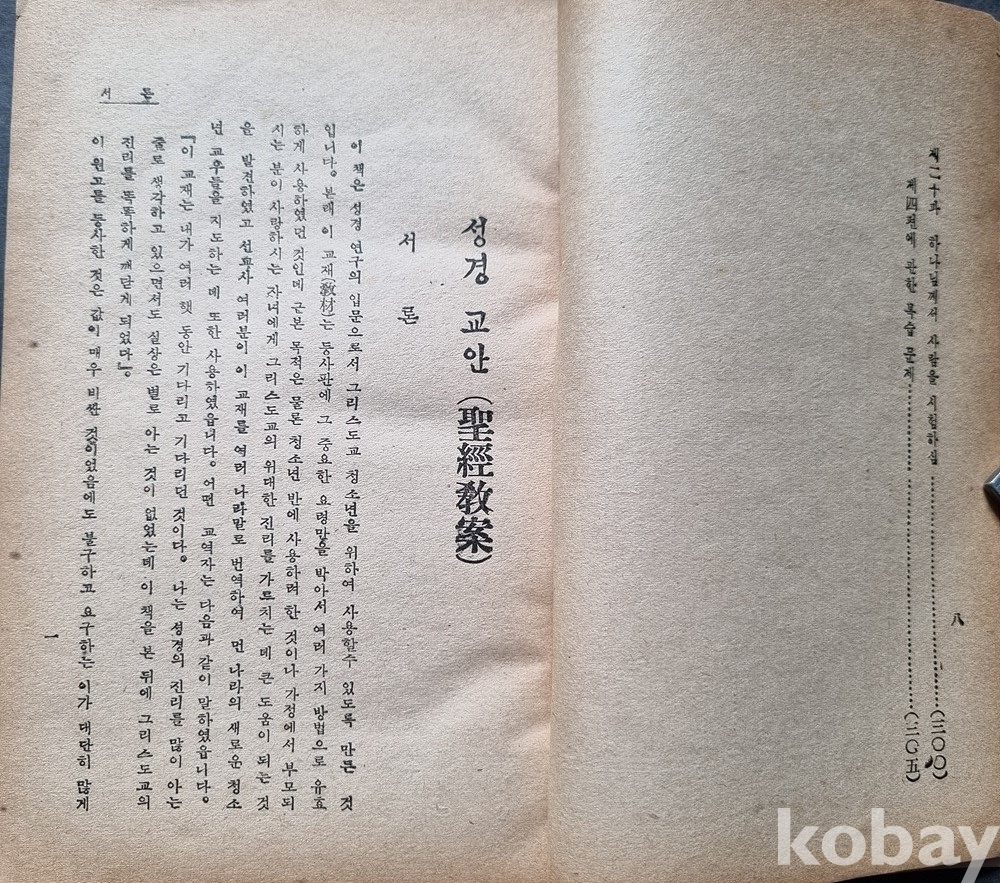 제二十과 하나님께서 사람을 시험하심……………(三〇〇)
제四편에 관한 복습 문제……………………(三〇五)
八
서 론
성경 교안 (聖經敎案)
서 론
이 책은 성경 연구의 입문으로서 그리스도교 청소년을 위하여 사용할수 있도록 만든 것
입니다。 본래 이 교재(敎材)는 등사판에 그 중요한 요령만을 박아서 여러 가지 방법으로 유효
하게 사용하였던 것인데 근본 목적은 물론 청소년 반에 사용하려 한 것이나 가정에서 부모되
시는 분이 사랑하시는 자녀에게 그리스도교의 위대한 진리를 가르치는 데 큰 도움이 되는 것
을 발견하였고 선교사 여러분이 이 교재를 여러 나라말로 번역하여 먼 나라의 새로운 청소
년 교우들을 지도하는 데 또한 사용하였읍니다。 어떤 교역자는 다음과 같이 말하였읍니다。
『이 교재는 내가 여러 햇 동안 기다리고 기다리던 것이다。 나는 성경의 진리를 많이 아는
줄로 생각하고 있으면서도 실상은 별로 아는 것이 없었는데 이 책을 본 뒤에 그리스도교의
진리를 똑똑하게 깨닫게 되었다』。
이 원고를 등사한 것은 값이 매우 비싼 것이었음에도 불구하고 요구하는 이가 대단히 많게
一
kobay